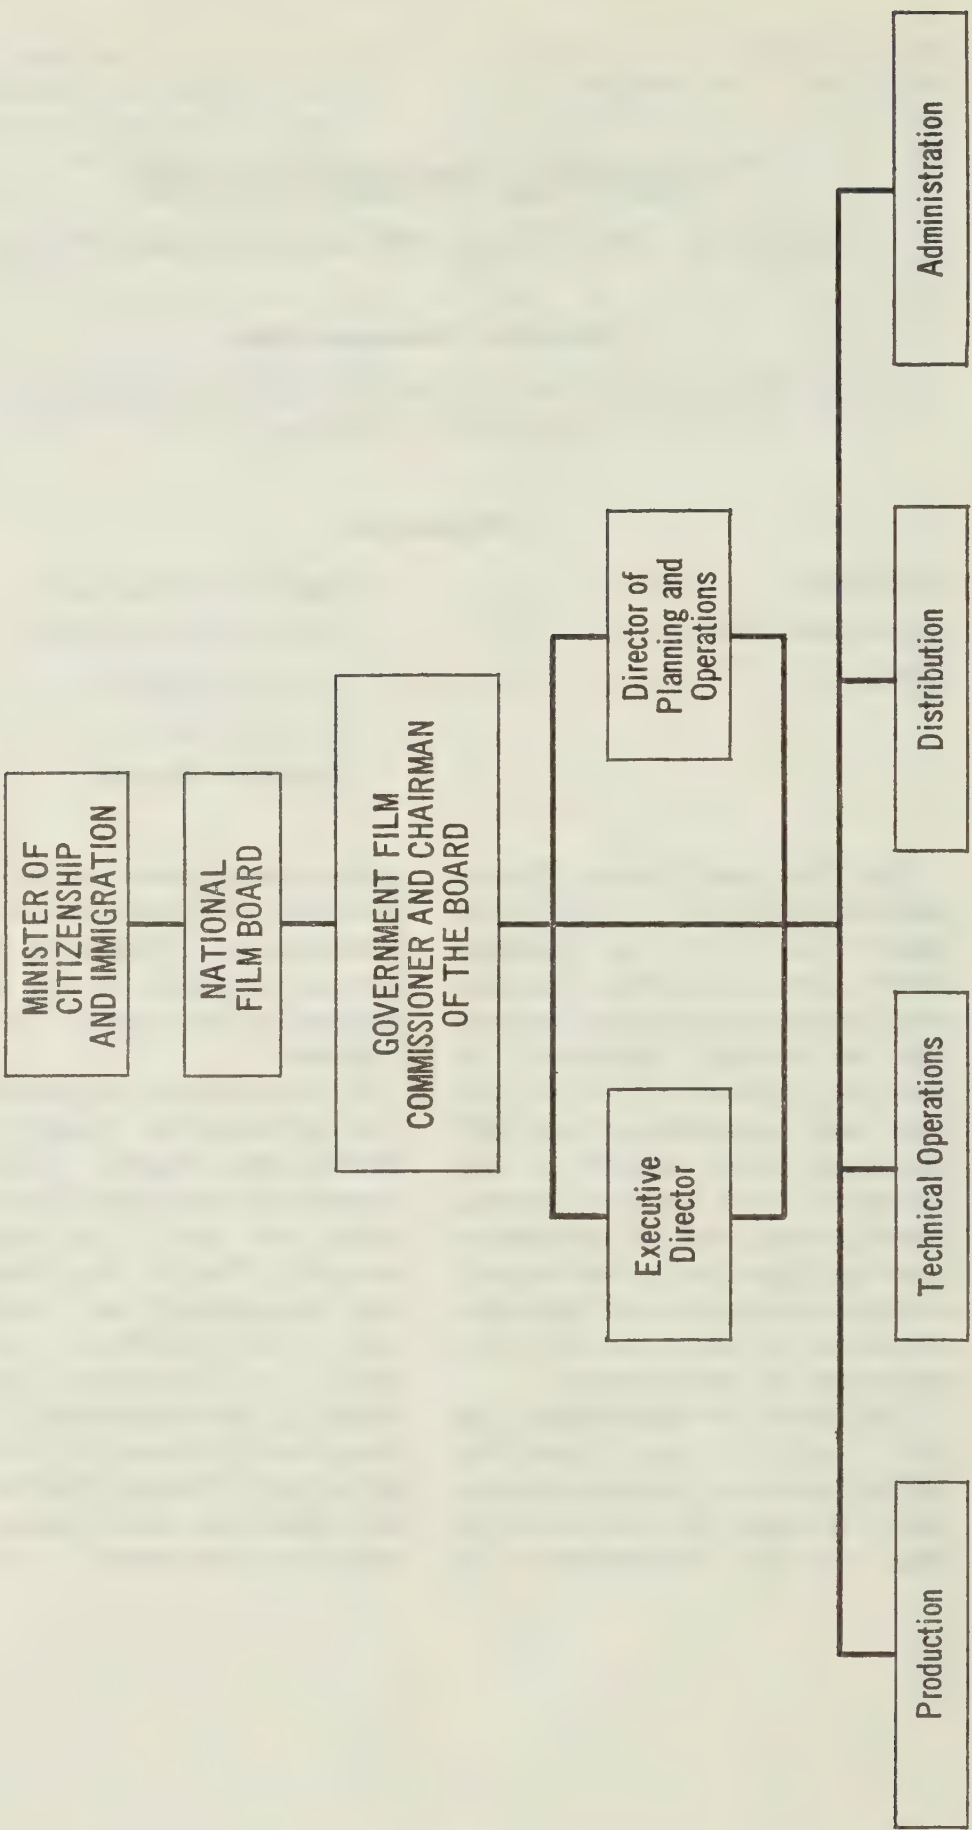 MINISTER OF
CITIZENSHIP
AND IMMIGRATION
NATIONAL
FILM BOARD
GOVERNMENT FILM
COMMISSIONER AND CHAIRMAN
OF THE BOARD
Executive
Director
Director of
Planning and
Operations
Production
Technical Operations
Distribution
Administration